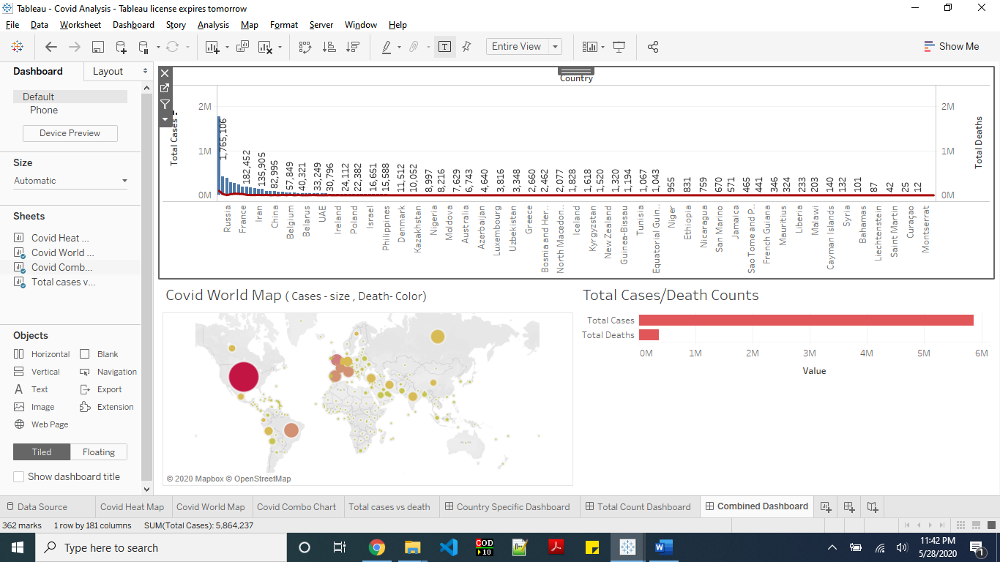 Tableau - Covid Analysis - Tableau license expires tomorrow
File Data Worksheet Dashboard Story Analysis Map Format Server Window Help
Entire View
Show Me
Dashboard
Layout
Default
Phone
Device Preview
Size
Automatic
Sheets
Covid Heat ...
Covid World ...
Covid Comb...
Total cases v...
Objects
Horizontal Blank
Vertical Navigation
Text Export
Image Extension
Web Page
Tiled Floating
Show dashboard title
Country
Total Cases
2M
1M
0M
1,765,106 182,452 135,905 82,995 57,849 40,321 33,249 30,796 24,112 22,382 16,651 15,588 11,512 10,052 8,997 8,216 7,629 6,743 4,640 3,816 3,348 2,660 2,462 2,077 1,828 1,618 1,520 1,320 1,194 1,067 1,043 955 831 759 670 571 465 441 346 324 233 203 140 132 101 87 42 25 12
2M
1M
0M
Total Deaths
Russia France Iran China Belgium Belarus UAE Ireland Poland Israel Philippines Denmark Kazakhstan Nigeria Moldova Australia Azerbaijan Luxembourg Uzbekistan Greece Bosnia and Her.. North Macedon.. Iceland Kyrgyzstan New Zealand Guinea-Bissau Tunisia Equatorial Guin.. Niger Ethiopia Nicaragua San Marino Jamaica Sao Tome and P.. French Guiana Mauritius Liberia Malawi Cayman Islands Syria Bahamas Liechtenstein Saint Martin Curaçao Montserrat
Covid World Map ( Cases - size , Death- Color)
© 2020 Mapbox © OpenStreetMap
Total Cases/Death Counts
Total Cases
Total Deaths
0M 1M 2M 3M 4M 5M 6M
Value
Data Source Covid Heat Map Covid World Map Covid Combo Chart Total cases vs death Country Specific Dashboard Total Count Dashboard Combined Dashboard
362 marks 1 row by 181 columns SUM(Total Cases): 5,864,237
Type here to search
COD
10
11:42 PM
5/28/2020
1